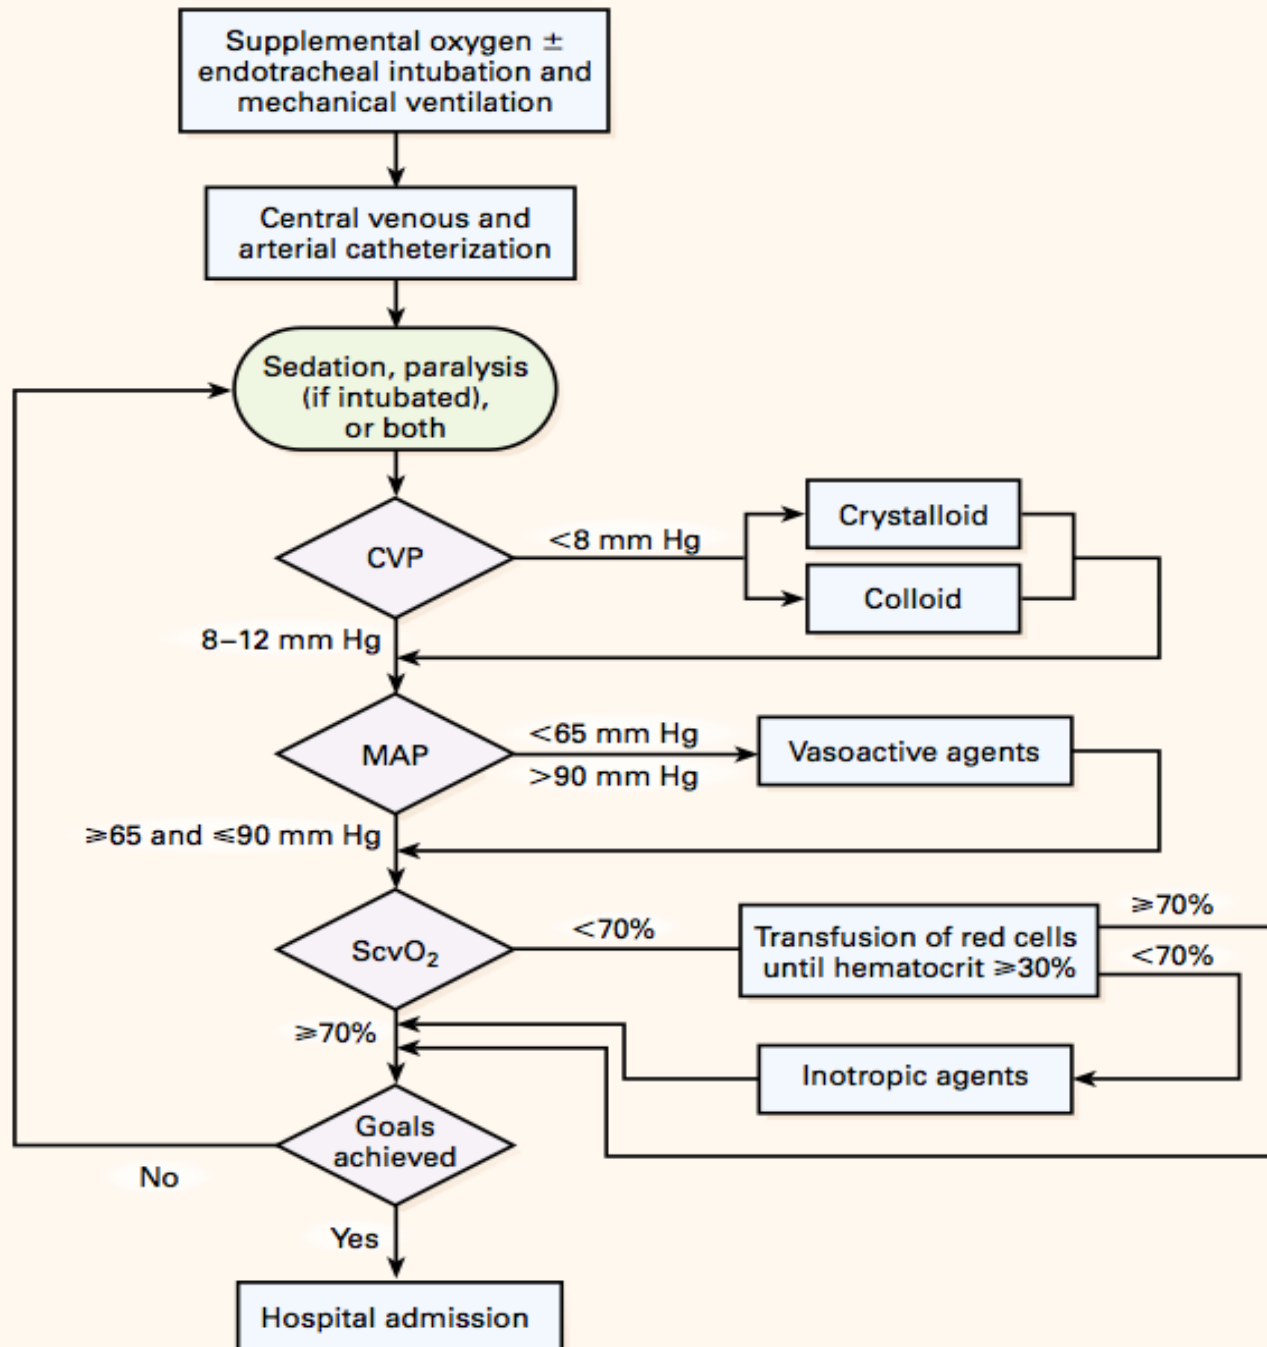 Supplemental oxygen ±
endotracheal intubation and
mechanical ventilation
Central venous and
arterial catheterization
Sedation, paralysis
(if intubated),
or both
CVP
<8 mm Hg
Crystalloid
Colloid
8–12 mm Hg
MAP
<65 mm Hg
>90 mm Hg
Vasoactive agents
≥65 and ≤90 mm Hg
ScvO₂
<70%
Transfusion of red cells
until hematocrit ≥30%
≥70%
<70%
≥70%
Inotropic agents
Goals
achieved
No
Yes
Hospital admission